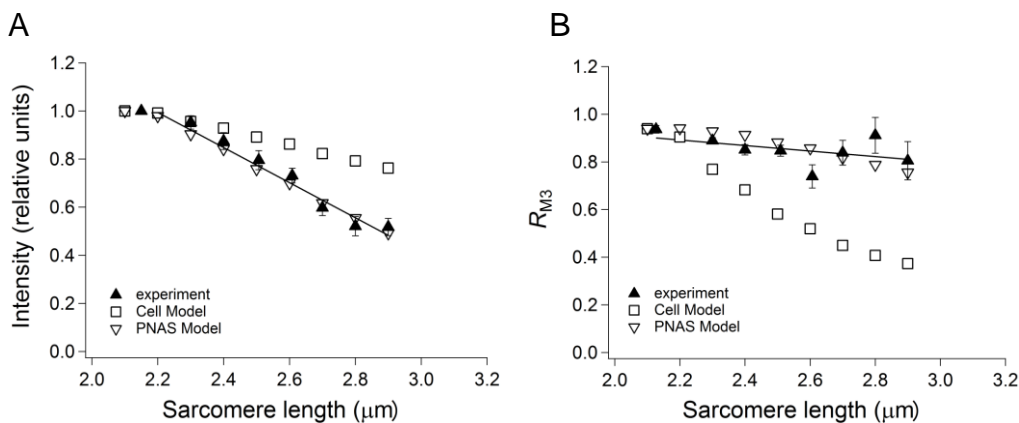 A
Intensity (relative units)
1.2
1.0
0.8
0.6
0.4
0.2
0.0
▲ experiment
□ Cell Model
▽ PNAS Model
2.0 2.2 2.4 2.6 2.8 3.0 3.2
Sarcomere length (μm)
B
RM3
1.2
1.0
0.8
0.6
0.4
0.2
0.0
▲ experiment
□ Cell Model
▽ PNAS Model
2.0 2.2 2.4 2.6 2.8 3.0 3.2
Sarcomere length (μm)